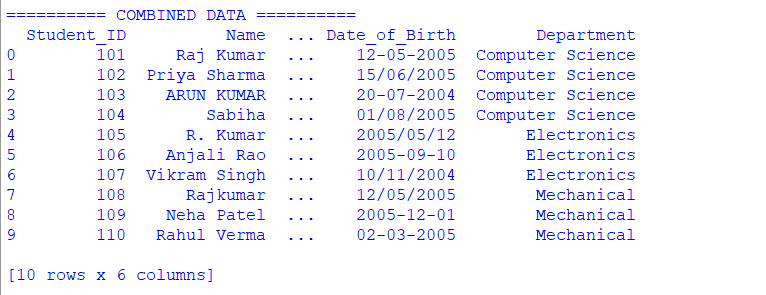 ========== COMBINED DATA ==========
  Student_ID          Name  ... Date_of_Birth        Department
0        101     Raj Kumar  ...    12-05-2005  Computer Science
1        102  Priya Sharma  ...    15/06/2005  Computer Science
2        103    ARUN KUMAR  ...    20-07-2004  Computer Science
3        104        Sabiha  ...    01/08/2005  Computer Science
4        105      R. Kumar  ...    2005/05/12       Electronics
5        106    Anjali Rao  ...    2005-09-10       Electronics
6        107  Vikram Singh  ...    10/11/2004       Electronics
7        108      Rajkumar  ...    12/05/2005        Mechanical
8        109    Neha Patel  ...    2005-12-01        Mechanical
9        110   Rahul Verma  ...    02-03-2005        Mechanical

[10 rows x 6 columns]